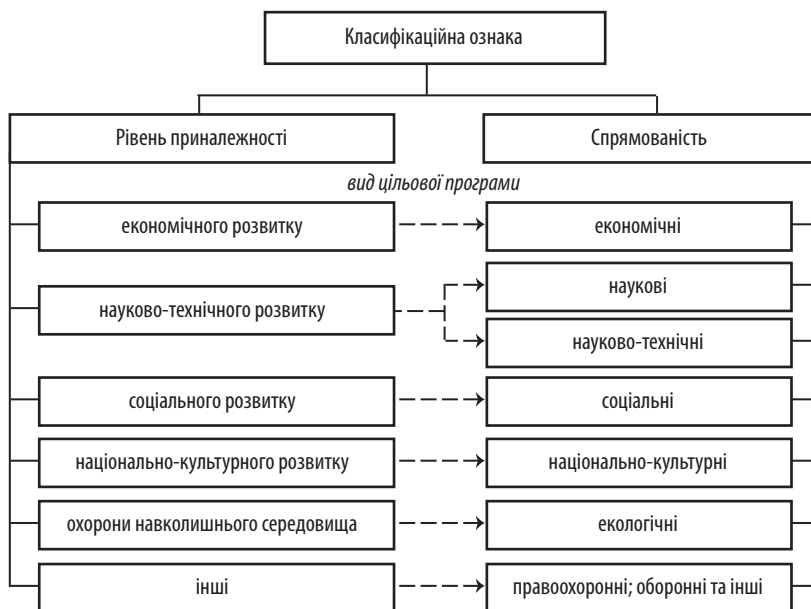 Класифікаційна ознака
Рівень приналежності
Спрямованість
вид цільової програми
економічного розвитку
економічні
науково-технічного розвитку
наукові
науково-технічні
соціального розвитку
соціальні
національно-культурного розвитку
національно-культурні
охорони навколишнього середовища
екологічні
інші
правоохоронні; оборонні та інші